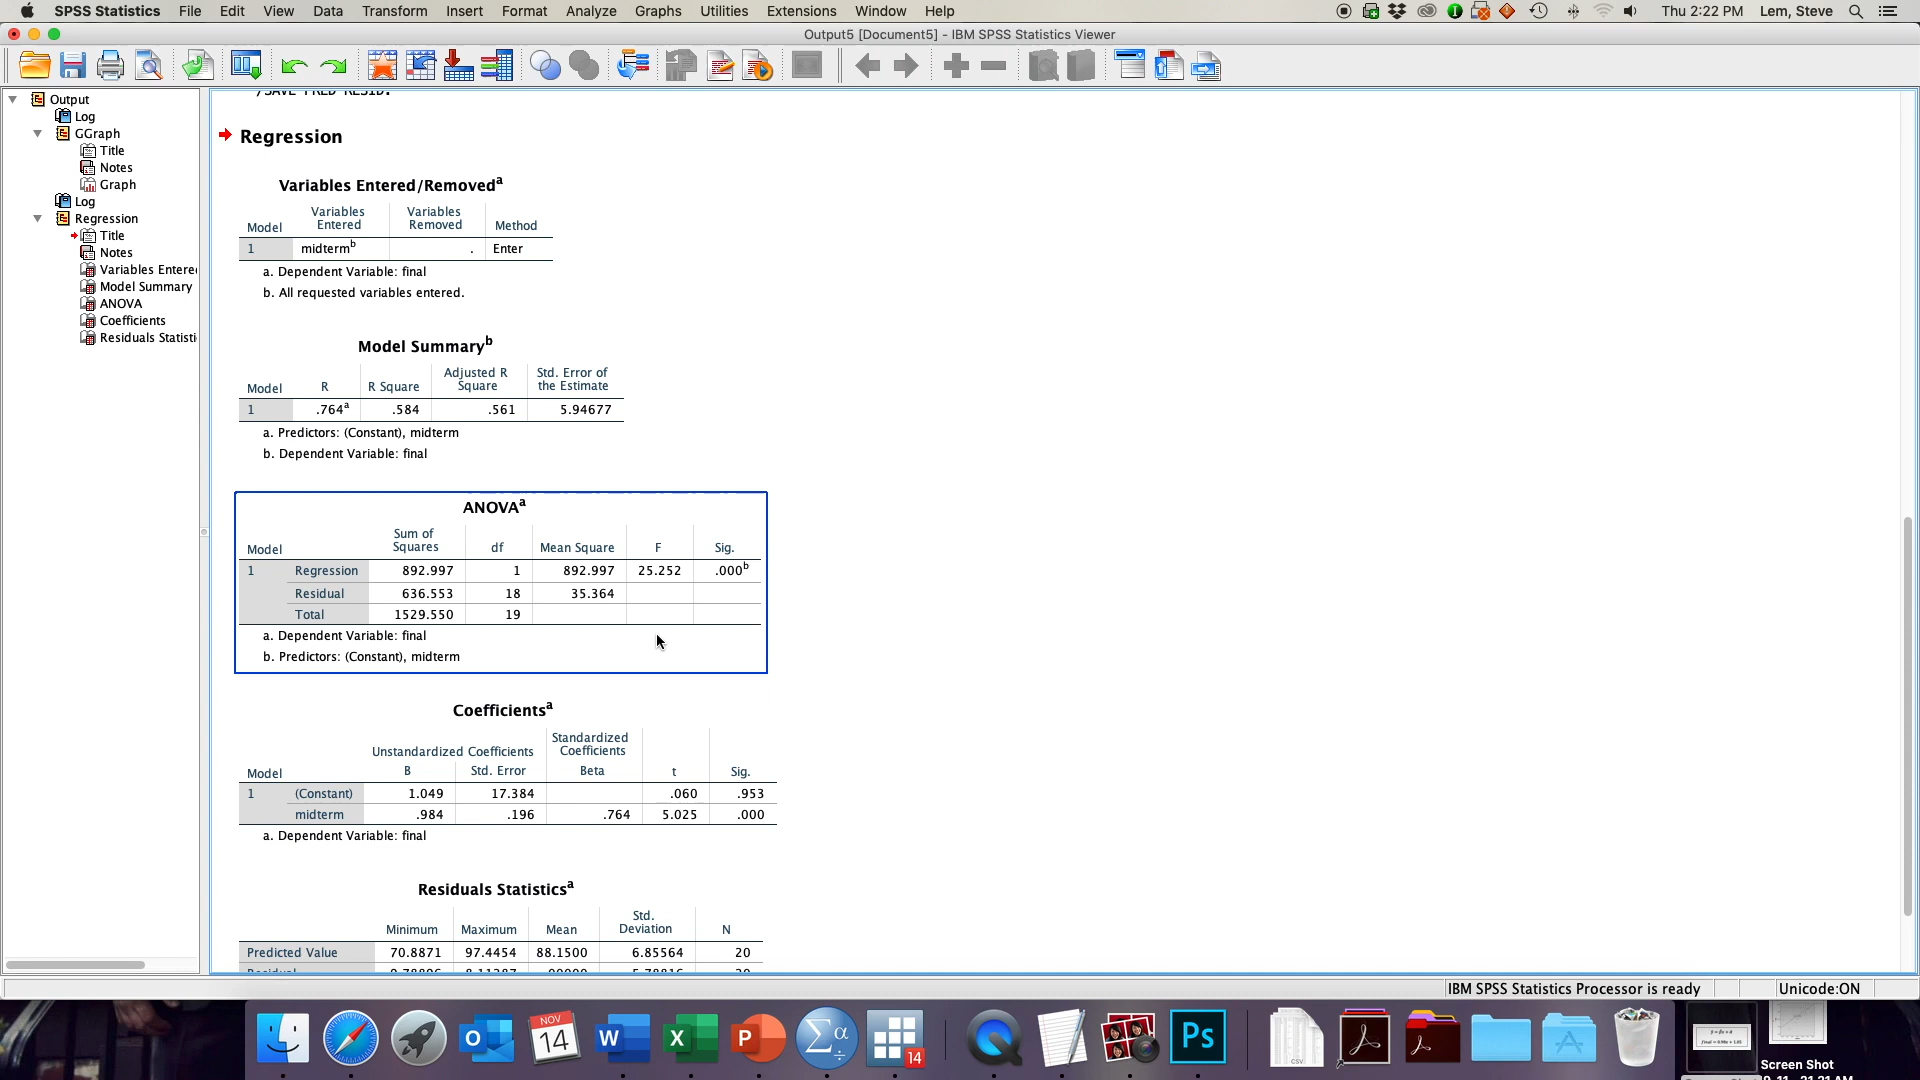 SPSS Statistics File Edit View Data Transform Insert Format Analyze Graphs Utilities Extensions Window Help Thu 2:22 PM Lem, Steve
Output5 [Document5] - IBM SPSS Statistics Viewer
Output
Log
GGraph
Title
Notes
Graph
Log
Regression
Title
Notes
Variables Entere
Model Summary
ANOVA
Coefficients
Residuals Statisti
/SAVE PRED RESID.
Regression
Variables Entered/Removedᵃ
Model Variables Entered Variables Removed Method
1 midtermᵇ . Enter
a. Dependent Variable: final
b. All requested variables entered.
Model Summaryᵇ
Model R R Square Adjusted R Square Std. Error of the Estimate
1 .764ᵃ .584 .561 5.94677
a. Predictors: (Constant), midterm
b. Dependent Variable: final
ANOVAᵃ
Model Sum of Squares df Mean Square F Sig.
1 Regression 892.997 1 892.997 25.252 .000ᵇ
Residual 636.553 18 35.364
Total 1529.550 19
a. Dependent Variable: final
b. Predictors: (Constant), midterm
Coefficientsᵃ
Unstandardized Coefficients Standardized Coefficients
Model B Std. Error Beta t Sig.
1 (Constant) 1.049 17.384 .060 .953
midterm .984 .196 .764 5.025 .000
a. Dependent Variable: final
Residuals Statisticsᵃ
Minimum Maximum Mean Std. Deviation N
Predicted Value 70.8871 97.4454 88.1500 6.85564 20
IBM SPSS Statistics Processor is ready Unicode:ON
NOV
14
14
Ps
CSV
Screen Shot